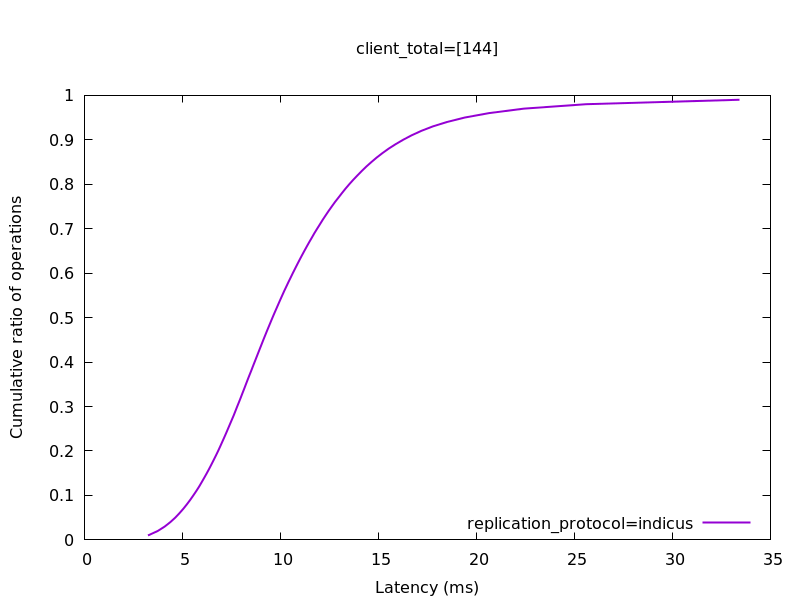 client_total=[144]
1
0.9
0.8
0.7
0.6
0.5
0.4
0.3
0.2
0.1
0
Cumulative ratio of operations
replication_protocol=indicus
0 5 10 15 20 25 30 35
Latency (ms)